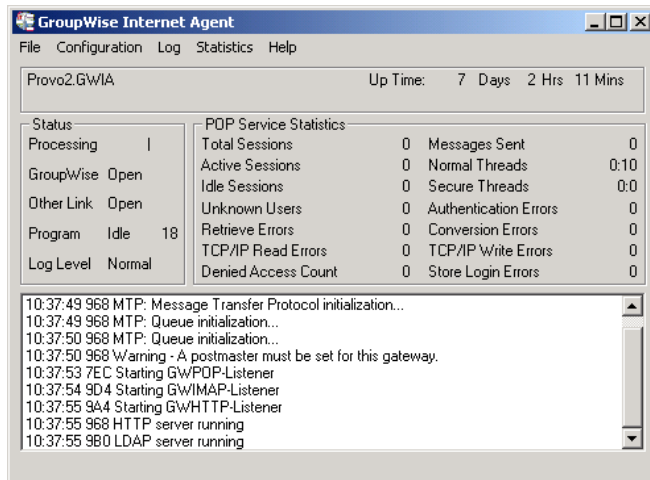 GroupWise Internet Agent
File Configuration Log Statistics Help
Provo2.GWIA Up Time: 7 Days 2 Hrs 11 Mins
Status
Processing |
GroupWise Open
Other Link Open
Program Idle 18
Log Level Normal
POP Service Statistics
Total Sessions 0 Messages Sent 0
Active Sessions 0 Normal Threads 0:10
Idle Sessions 0 Secure Threads 0:0
Unknown Users 0 Authentication Errors 0
Retrieve Errors 0 Conversion Errors 0
TCP/IP Read Errors 0 TCP/IP Write Errors 0
Denied Access Count 0 Store Login Errors 0
10:37:49 968 MTP: Message Transfer Protocol initialization...
10:37:49 968 MTP: Queue initialization...
10:37:50 968 MTP: Queue initialization...
10:37:50 968 Warning - A postmaster must be set for this gateway.
10:37:53 7EC Starting GWPOP-Listener
10:37:54 9D4 Starting GWIMAP-Listener
10:37:55 9A4 Starting GWHTTP-Listener
10:37:55 968 HTTP server running
10:37:55 9B0 LDAP server running